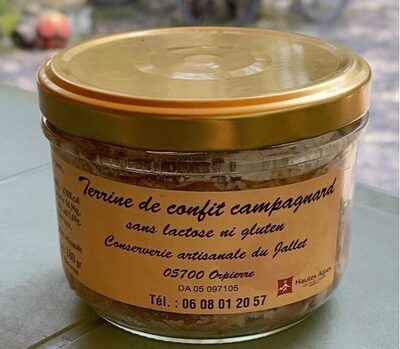 Terrine de confit campagnard
sans lactose ni gluten
Conserverie artisanale du Jallet
05700 Orpierre
DA 05 097105
Hautes Alpes
Tél. : 06 08 01 20 57